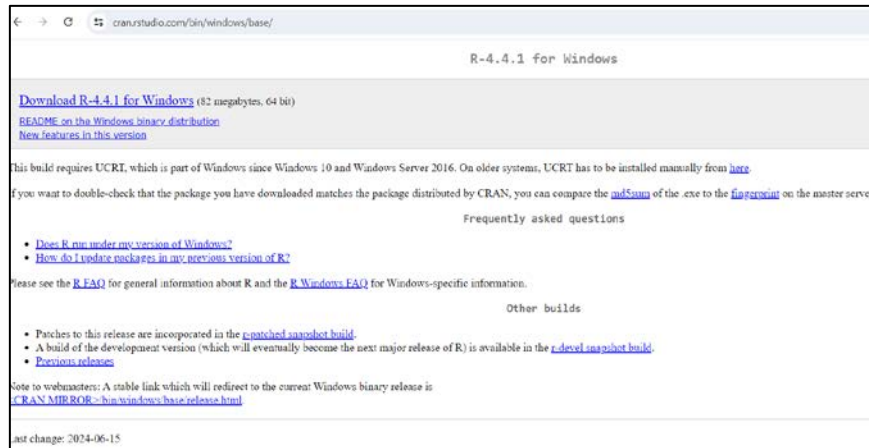 cran.rstudio.com/bin/windows/base/
R-4.4.1 for Windows
Download R-4.4.1 for Windows (82 megabytes, 64 bit)
README on the Windows binary distribution
New features in this version
This build requires UCRT, which is part of Windows since Windows 10 and Windows Server 2016. On older systems, UCRT has to be installed manually from here.
If you want to double-check that the package you have downloaded matches the package distributed by CRAN, you can compare the md5sum of the .exe to the fingerprint on the master serve
Frequently asked questions
• Does R run under my version of Windows?
• How do I update packages in my previous version of R?
Please see the R FAQ for general information about R and the R Windows FAQ for Windows-specific information.
Other builds
• Patches to this release are incorporated in the r-patched snapshot build.
• A build of the development version (which will eventually become the next major release of R) is available in the r-devel snapshot build.
• Previous releases
Note to webmasters: A stable link which will redirect to the current Windows binary release is
<CRAN MIRROR>/bin/windows/base/release.html.
Last change: 2024-06-15